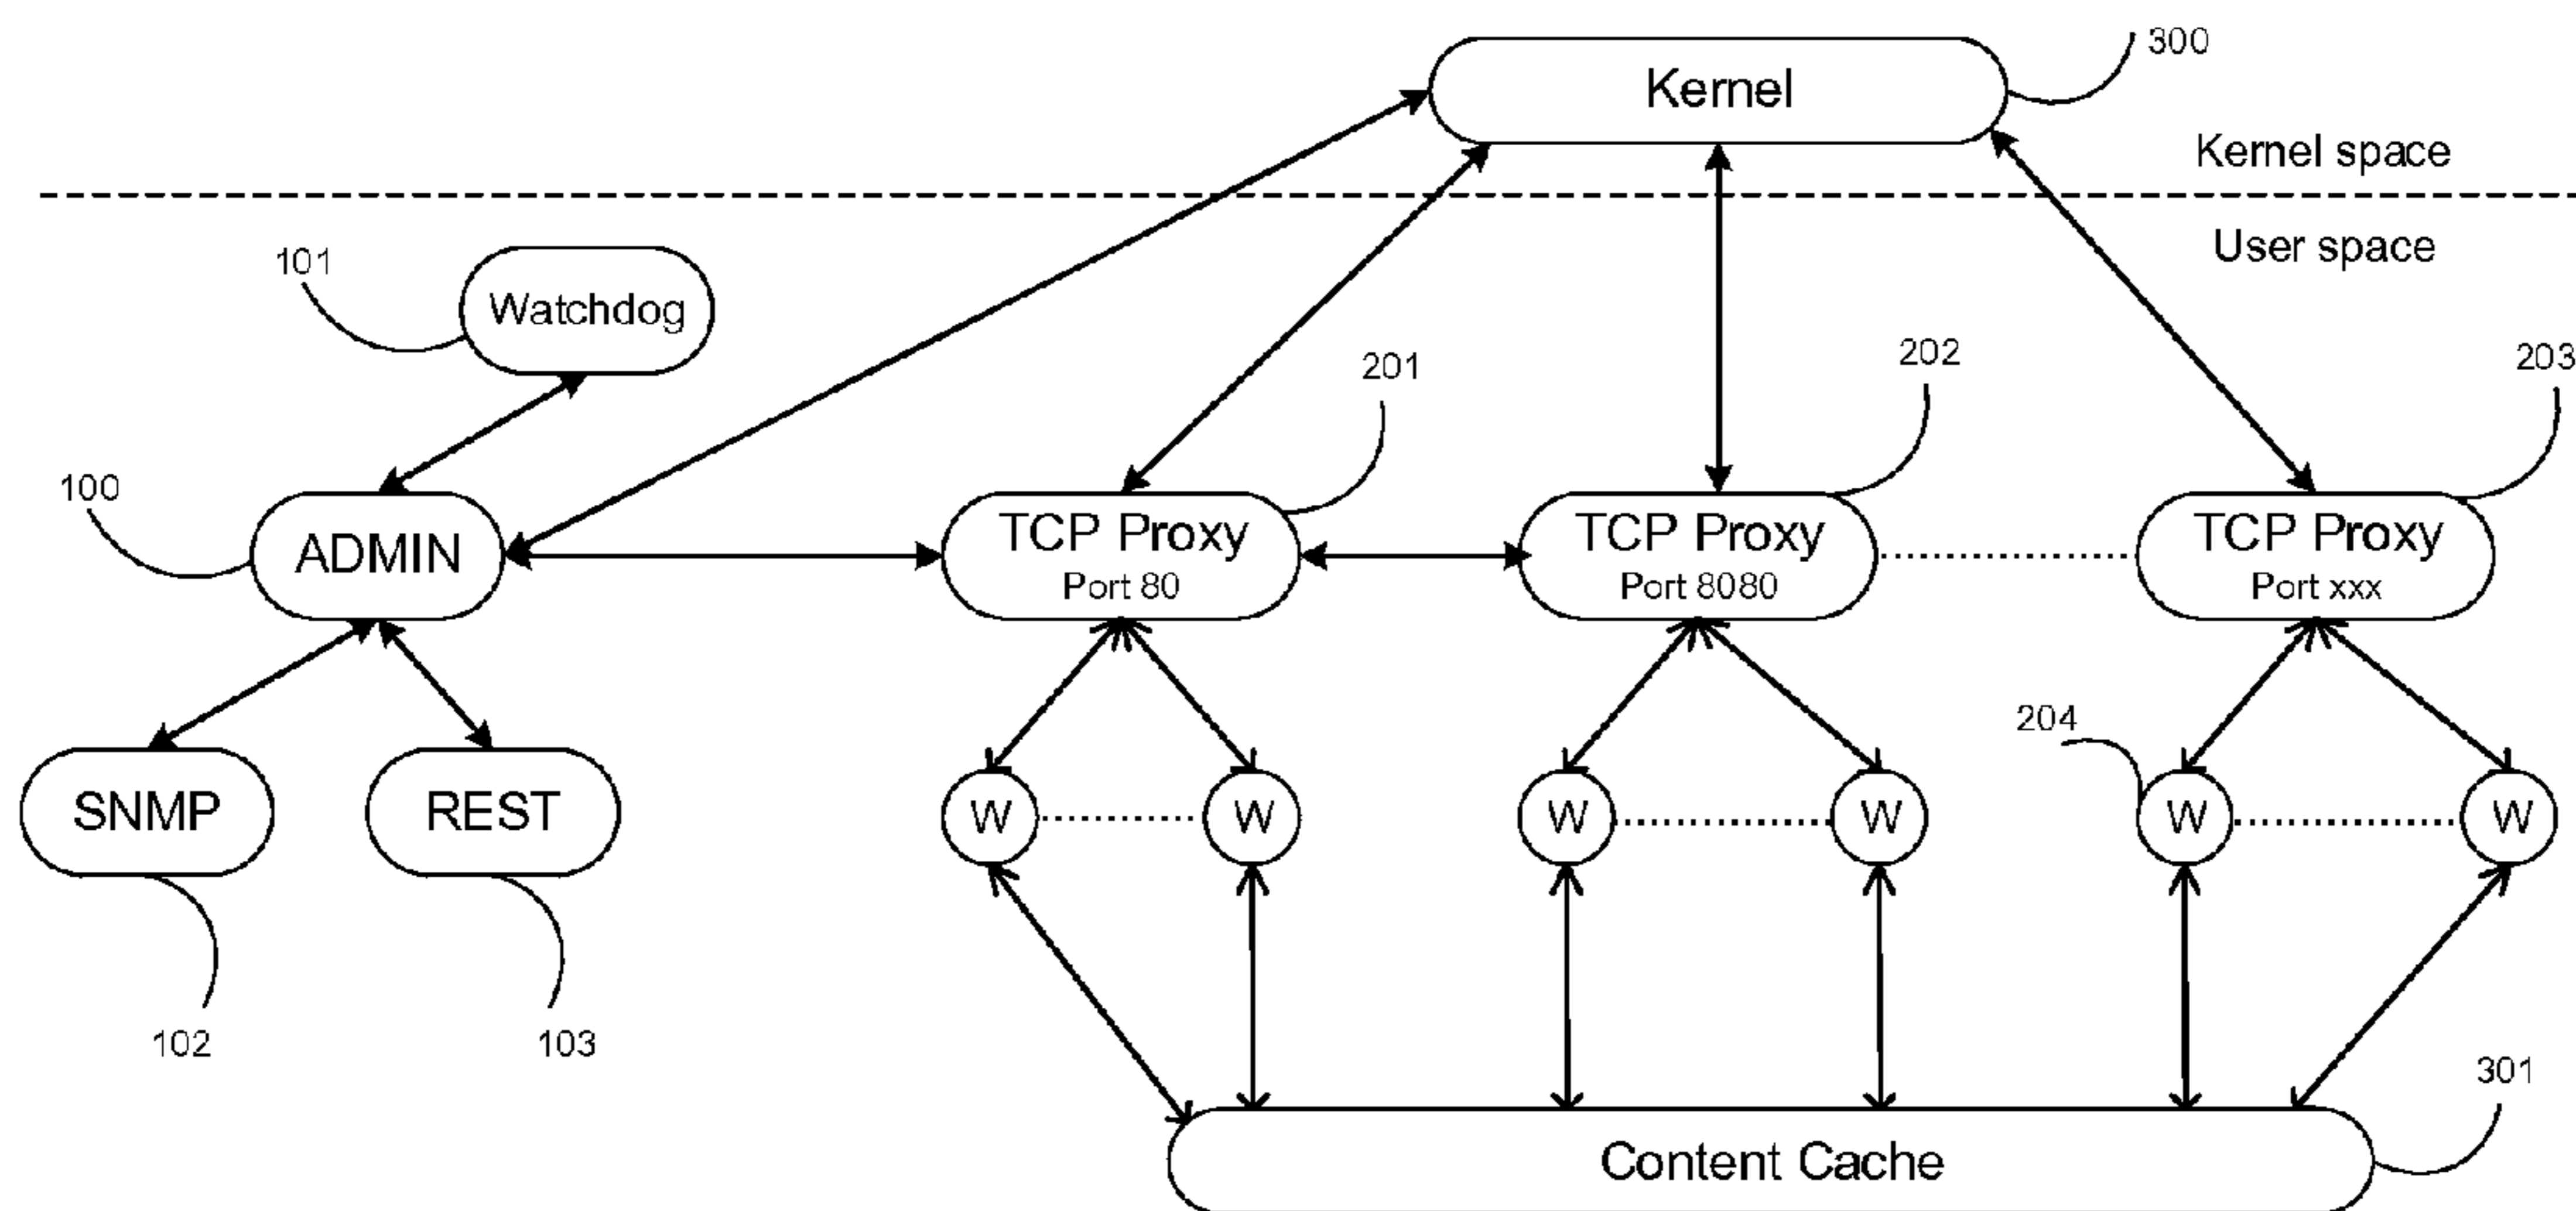 300
Kernel
Kernel space
User space
101
Watchdog
201
202
203
100
ADMIN
TCP Proxy
Port 80
TCP Proxy
Port 8080
TCP Proxy
Port xxx
204
SNMP
REST
W
W
W
W
W
W
102
103
301
Content Cache